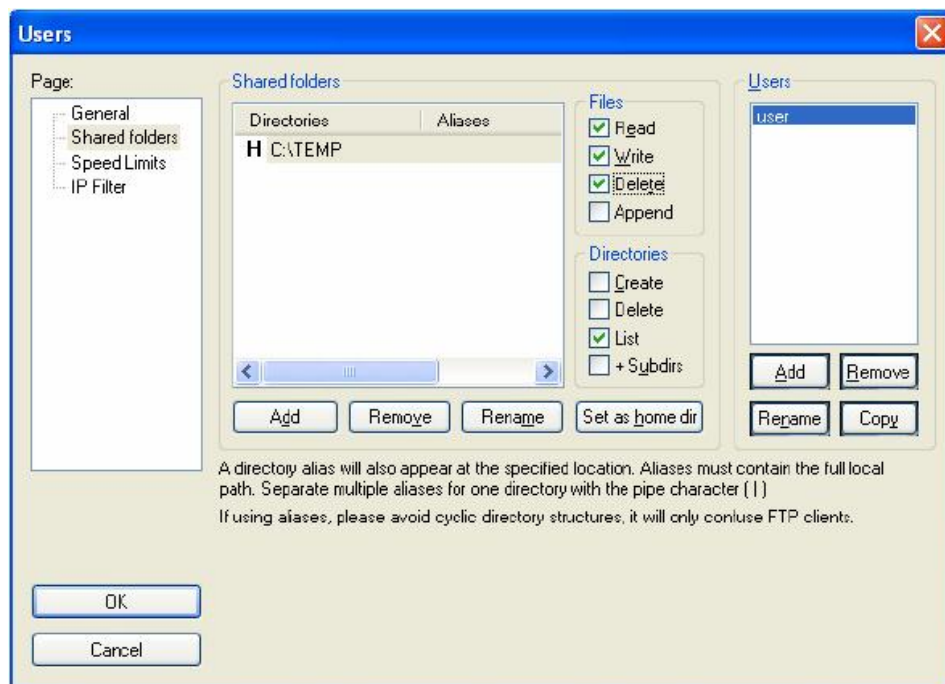 Users
Page:
General
Shared folders
Speed Limits
IP Filter
Shared folders
Directories Aliases
H C:\TEMP
Files
Read
Write
Delete
Append
Directories
Create
Delete
List
+ Subdirs
Add Remove Rename Set as home dir
Users
user
Add Remove
Rename Copy
A directory alias will also appear at the specified location. Aliases must contain the full local
path. Separate multiple aliases for one directory with the pipe character ( | )
If using aliases, please avoid cyclic directory structures, it will only confuse FTP clients.
OK
Cancel